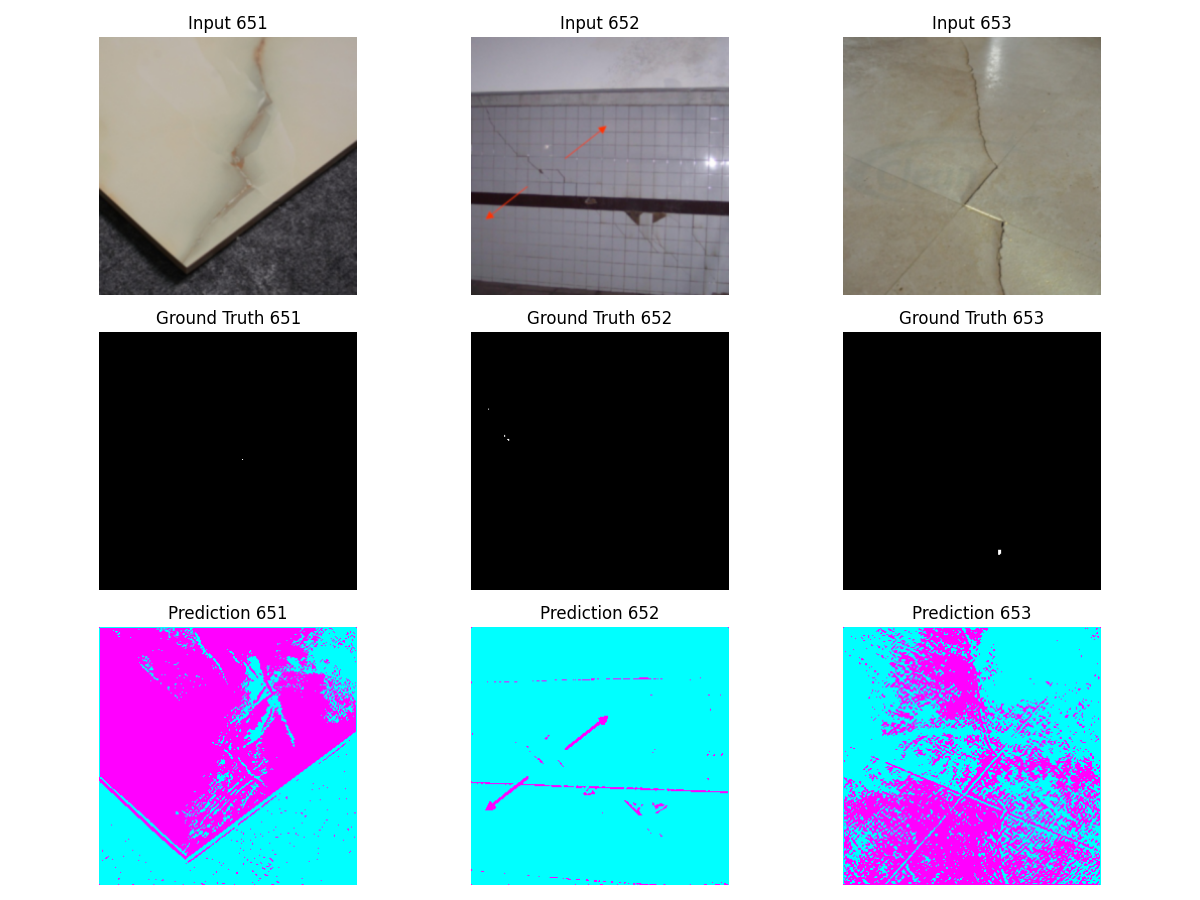 Input 651
Input 652
Input 653
Ground Truth 651
Ground Truth 652
Ground Truth 653
Prediction 651
Prediction 652
Prediction 653